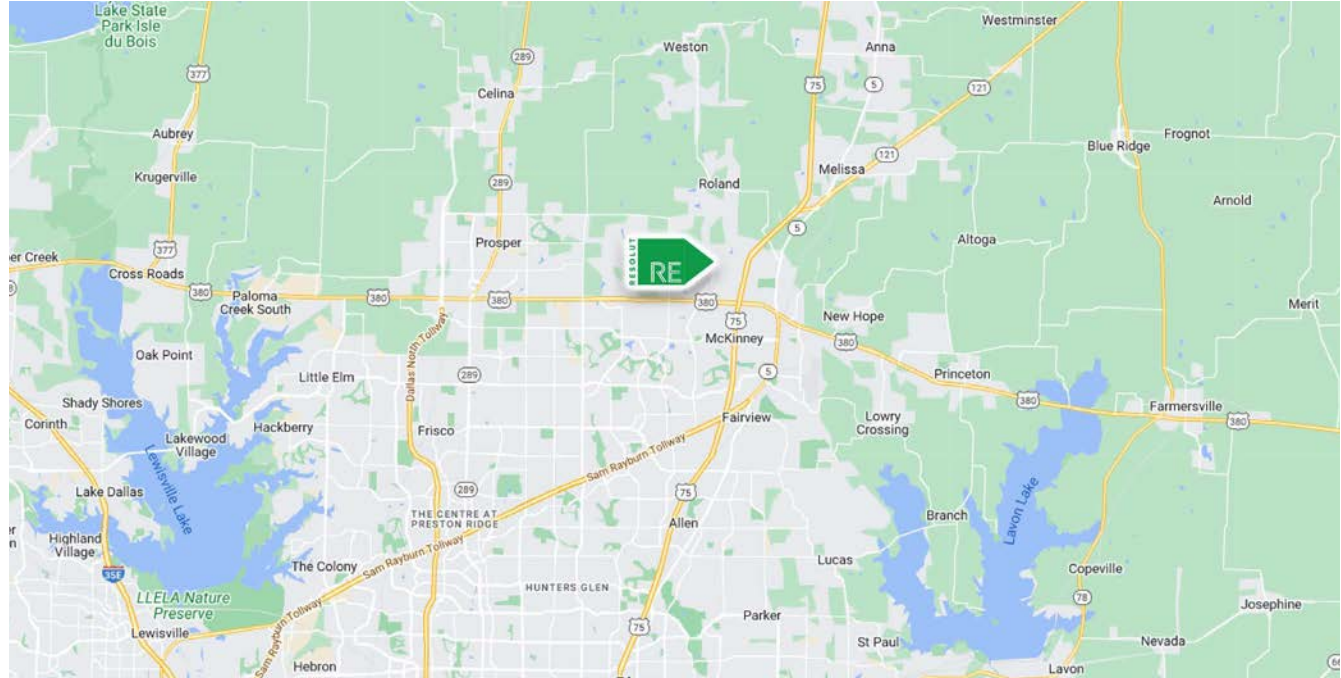 Lake State
Park Isle
du Bois
Westminster
Weston
Anna
289
377
75
5
Celina
121
Aubrey
Frognot
Blue Ridge
121
Melissa
Krugerville
289
Roland
Arnold
5
Prosper
Altoga
377
RESOLUT
RE
er Creek
Cross Roads
Merit
380
Paloma
Creek South
380
380
380
New Hope
75
McKinney
380
Oak Point
Dallas North Tollway
Little Elm
289
5
Princeton
380
Shady Shores
Farmersville
Corinth
Hackberry
Frisco
Fairview
Lowry
Crossing
380
Lakewood
Village
Sam Rayburn Tollway
Lewisville Lake
Lake Dallas
289
75
THE CENTRE AT
PRESTON RIDGE
Allen
Branch
Lavon Lake
Highland
Village
Sam Rayburn Tollway
Lucas
The Colony
35E
HUNTERS GLEN
Copeville
LLELA Nature
Preserve
78
Josephine
Parker
Sam Rayburn Tollway
75
Lewisville
St Paul
Nevada
Hebron
Lavon
66